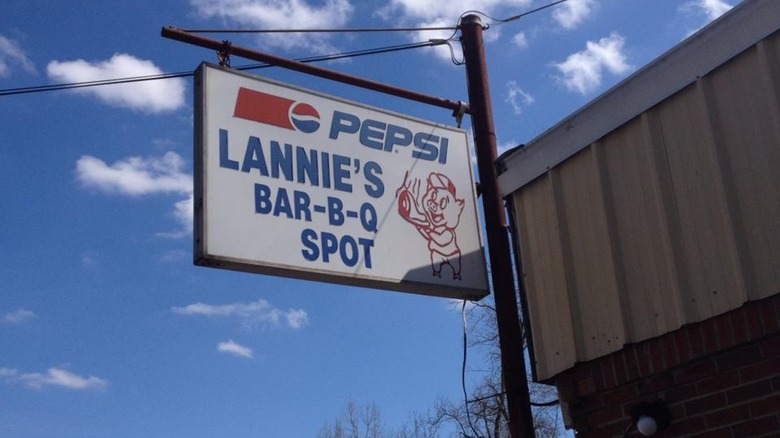 PEPSI
LANNIE'S
BAR-B-Q
SPOT